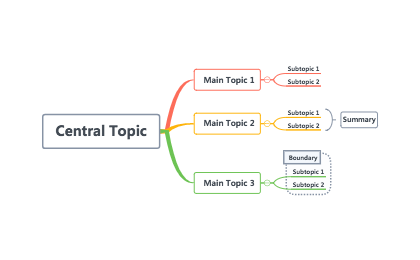 Central Topic
Main Topic 1
Subtopic 1
Subtopic 2
Main Topic 2
Subtopic 1
Subtopic 2
Summary
Main Topic 3
Boundary
Subtopic 1
Subtopic 2